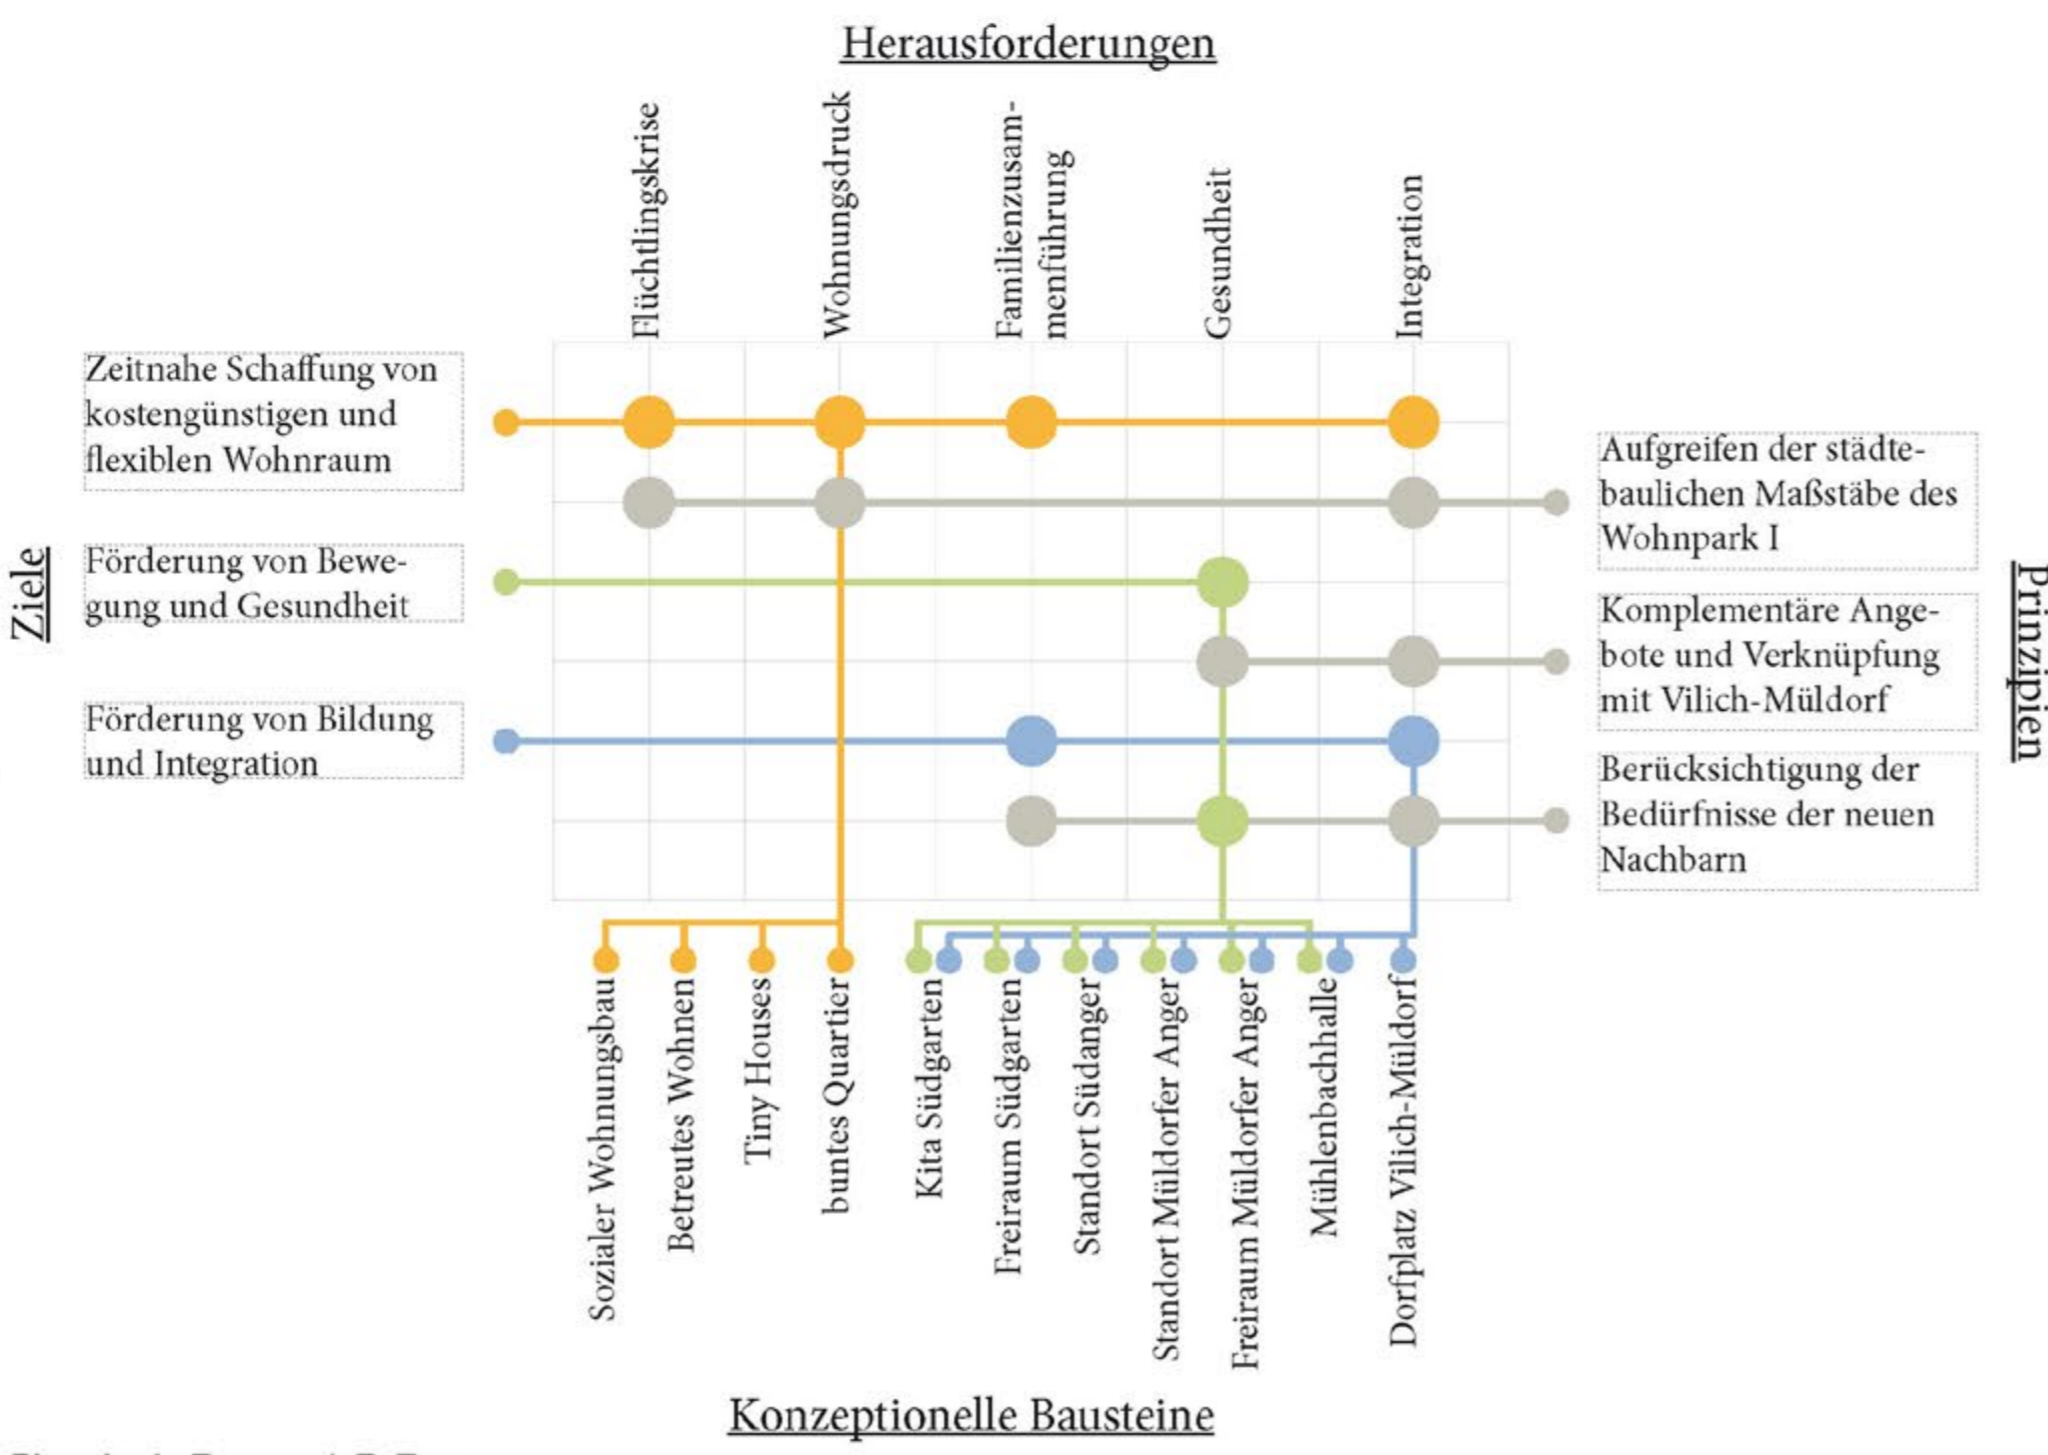 Herausforderungen
Flüchtlingskrise
Wohnungsdruck
Familienzusam-
menführung
Gesundheit
Integration
Ziele
Zeitnahe Schaffung von
kostengünstigen und
flexiblen Wohnraum
Förderung von Bewe-
gung und Gesundheit
Förderung von Bildung
und Integration
Prinzipien
Aufgreifen der städte-
baulichen Maßstäbe des
Wohnpark I
Komplementäre Ange-
bote und Verknüpfung
mit Vilich-Müldorf
Berücksichtigung der
Bedürfnisse der neuen
Nachbarn
Sozialer Wohnungsbau
Betreutes Wohnen
Tiny Houses
buntes Quartier
Kita Südgarten
Freiraum Südgarten
Standort Südanger
Standort Müldorfer Anger
Freiraum Müldorfer Anger
Mühlenbachhalle
Dorfplatz Vilich-Müldorf
Konzeptionelle Bausteine